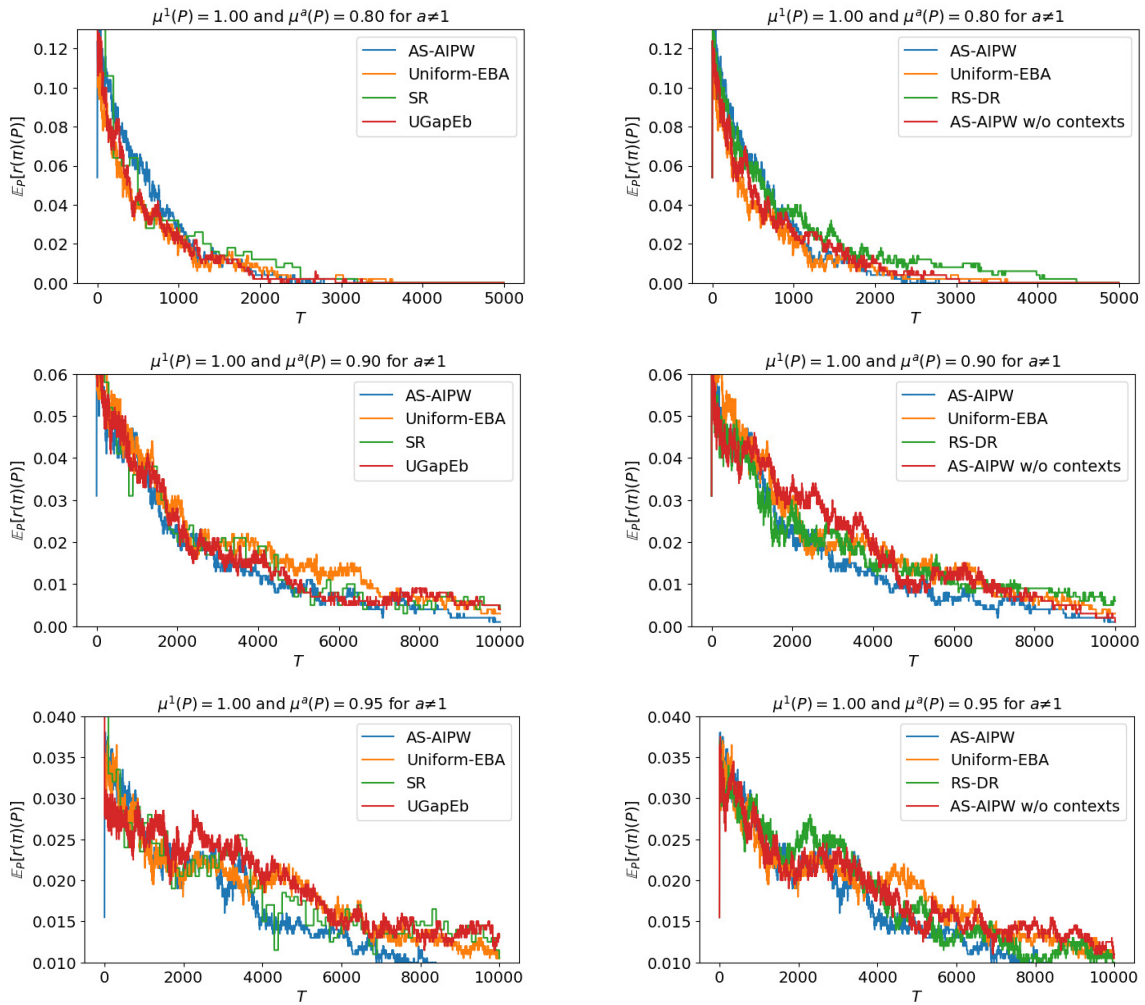 μ¹(P) = 1.00 and μᵃ(P) = 0.80 for a≠1
𝔼_P[r(π)(P)]
0.12
0.10
0.08
0.06
0.04
0.02
0.00
AS-AIPW
Uniform-EBA
SR
UGapEb
0 1000 2000 3000 4000 5000
T
μ¹(P) = 1.00 and μᵃ(P) = 0.80 for a≠1
𝔼_P[r(π)(P)]
0.12
0.10
0.08
0.06
0.04
0.02
0.00
AS-AIPW
Uniform-EBA
RS-DR
AS-AIPW w/o contexts
0 1000 2000 3000 4000 5000
T
μ¹(P) = 1.00 and μᵃ(P) = 0.90 for a≠1
𝔼_P[r(π)(P)]
0.06
0.05
0.04
0.03
0.02
0.01
0.00
AS-AIPW
Uniform-EBA
SR
UGapEb
0 2000 4000 6000 8000 10000
T
μ¹(P) = 1.00 and μᵃ(P) = 0.90 for a≠1
𝔼_P[r(π)(P)]
0.06
0.05
0.04
0.03
0.02
0.01
0.00
AS-AIPW
Uniform-EBA
RS-DR
AS-AIPW w/o contexts
0 2000 4000 6000 8000 10000
T
μ¹(P) = 1.00 and μᵃ(P) = 0.95 for a≠1
𝔼_P[r(π)(P)]
0.040
0.035
0.030
0.025
0.020
0.015
0.010
AS-AIPW
Uniform-EBA
SR
UGapEb
0 2000 4000 6000 8000 10000
T
μ¹(P) = 1.00 and μᵃ(P) = 0.95 for a≠1
𝔼_P[r(π)(P)]
0.040
0.035
0.030
0.025
0.020
0.015
0.010
AS-AIPW
Uniform-EBA
RS-DR
AS-AIPW w/o contexts
0 2000 4000 6000 8000 10000
T